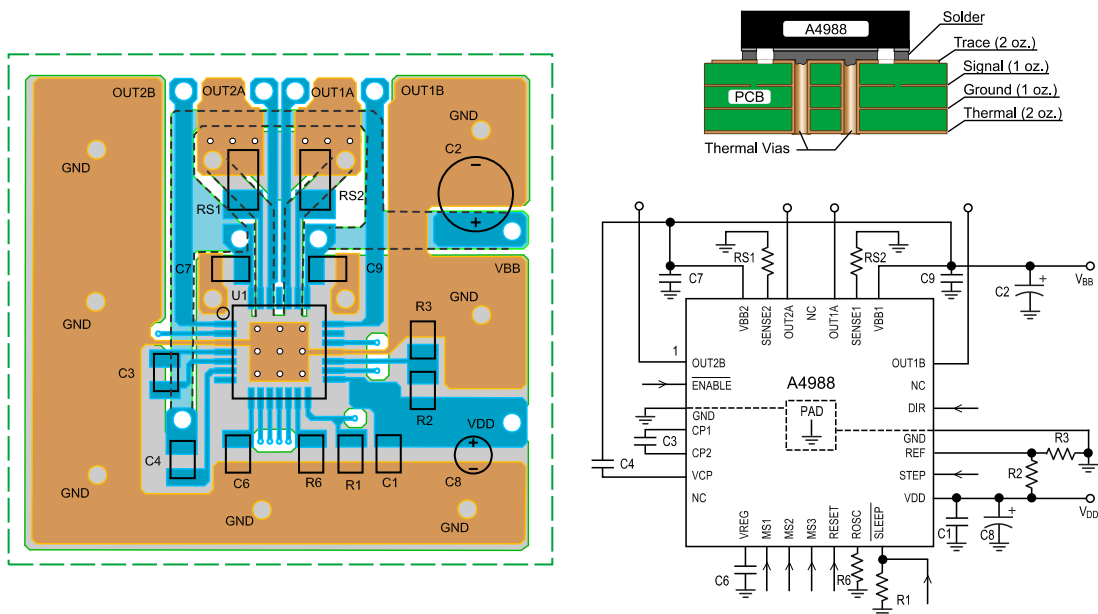 OUT2B
OUT2A
OUT1A
OUT1B
GND
C2
−
+
GND
RS1
RS2
C7
C9
VBB
U1
GND
R3
GND
C3
R2
VDD
C4
C6
R6
R1
C1
+
−
C8
GND
GND
GND
A4988
Solder
Trace (2 oz.)
Signal (1 oz.)
PCB
Ground (1 oz.)
Thermal (2 oz.)
Thermal Vias
RS1
RS2
C7
C9
C2
+
VBB
VBB2
SENSE2
OUT2A
NC
OUT1A
SENSE1
VBB1
1
OUT2B
OUT1B
ENABLE
A4988
NC
DIR
GND
PAD
GND
CP1
C3
CP2
REF
R3
C4
VCP
STEP
R2
NC
VDD
VDD
C1
C8
+
VREG
MS1
MS2
MS3
RESET
ROSC
SLEEP
C6
R6
R1